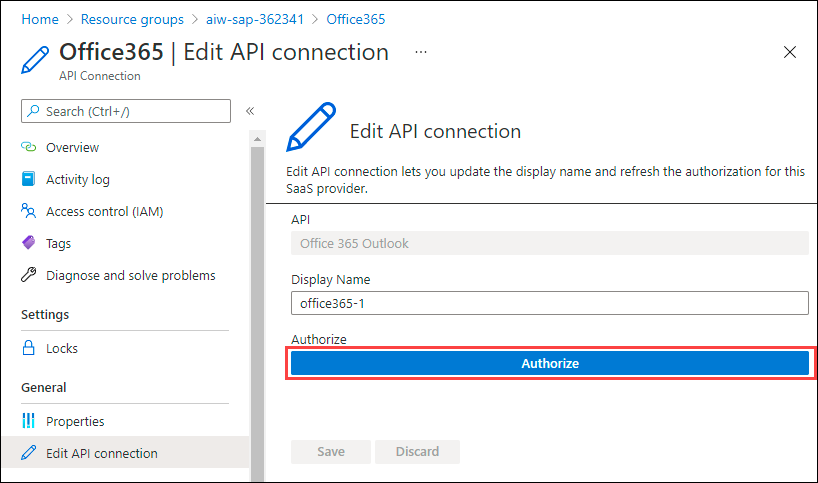 Home > Resource groups > aiw-sap-362341 > Office365
Office365 | Edit API connection ...
API Connection
Search (Ctrl+/)
«
Overview
Activity log
Access control (IAM)
Tags
Diagnose and solve problems
Settings
Locks
General
Properties
Edit API connection
Edit API connection
Edit API connection lets you update the display name and refresh the authorization for this
SaaS provider.
API
Office 365 Outlook
Display Name
office365-1
Authorize
Authorize
Save
Discard